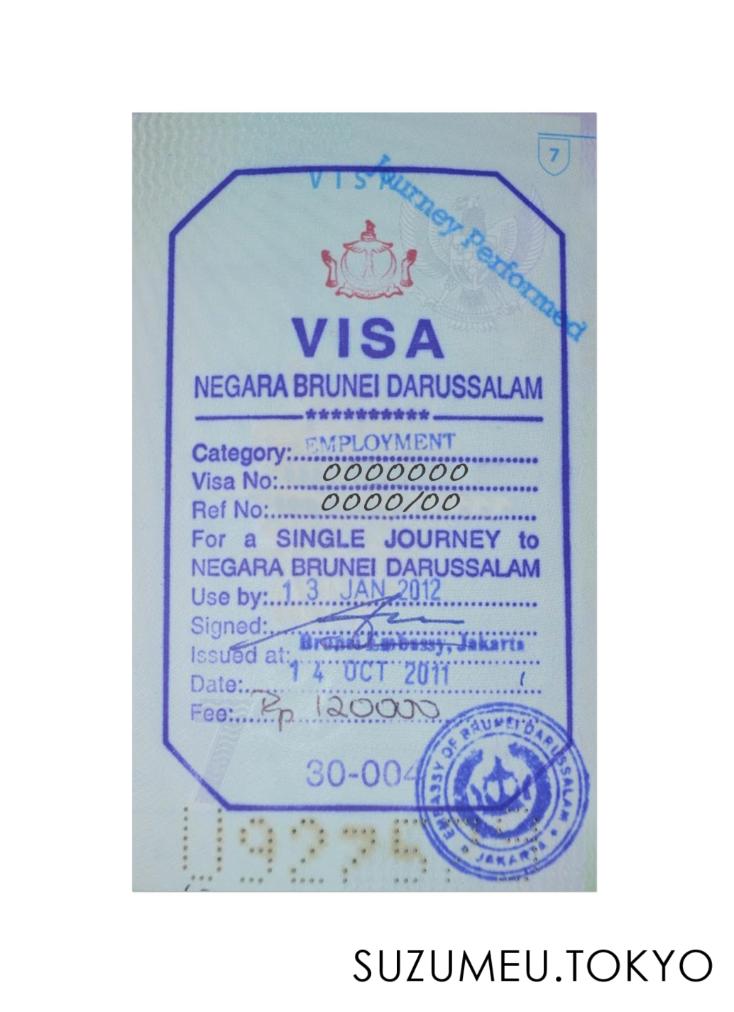 7
VISA
Journey Performed
VISA
NEGARA BRUNEI DARUSSALAM
**********
Category: EMPLOYMENT
Visa No: 0000000
Ref No: 0000/00
For a SINGLE JOURNEY to
NEGARA BRUNEI DARUSSALAM
Use by: 13 JAN 2012
Signed:
Issued at: Brunei Embassy, Jakarta
Date: 14 OCT 2011
Fee: Rp 120000
30-004
EMBASSY OF BRUNEI DARUSSALAM
JAKARTA
U9275
SUZUMEU.TOKYO